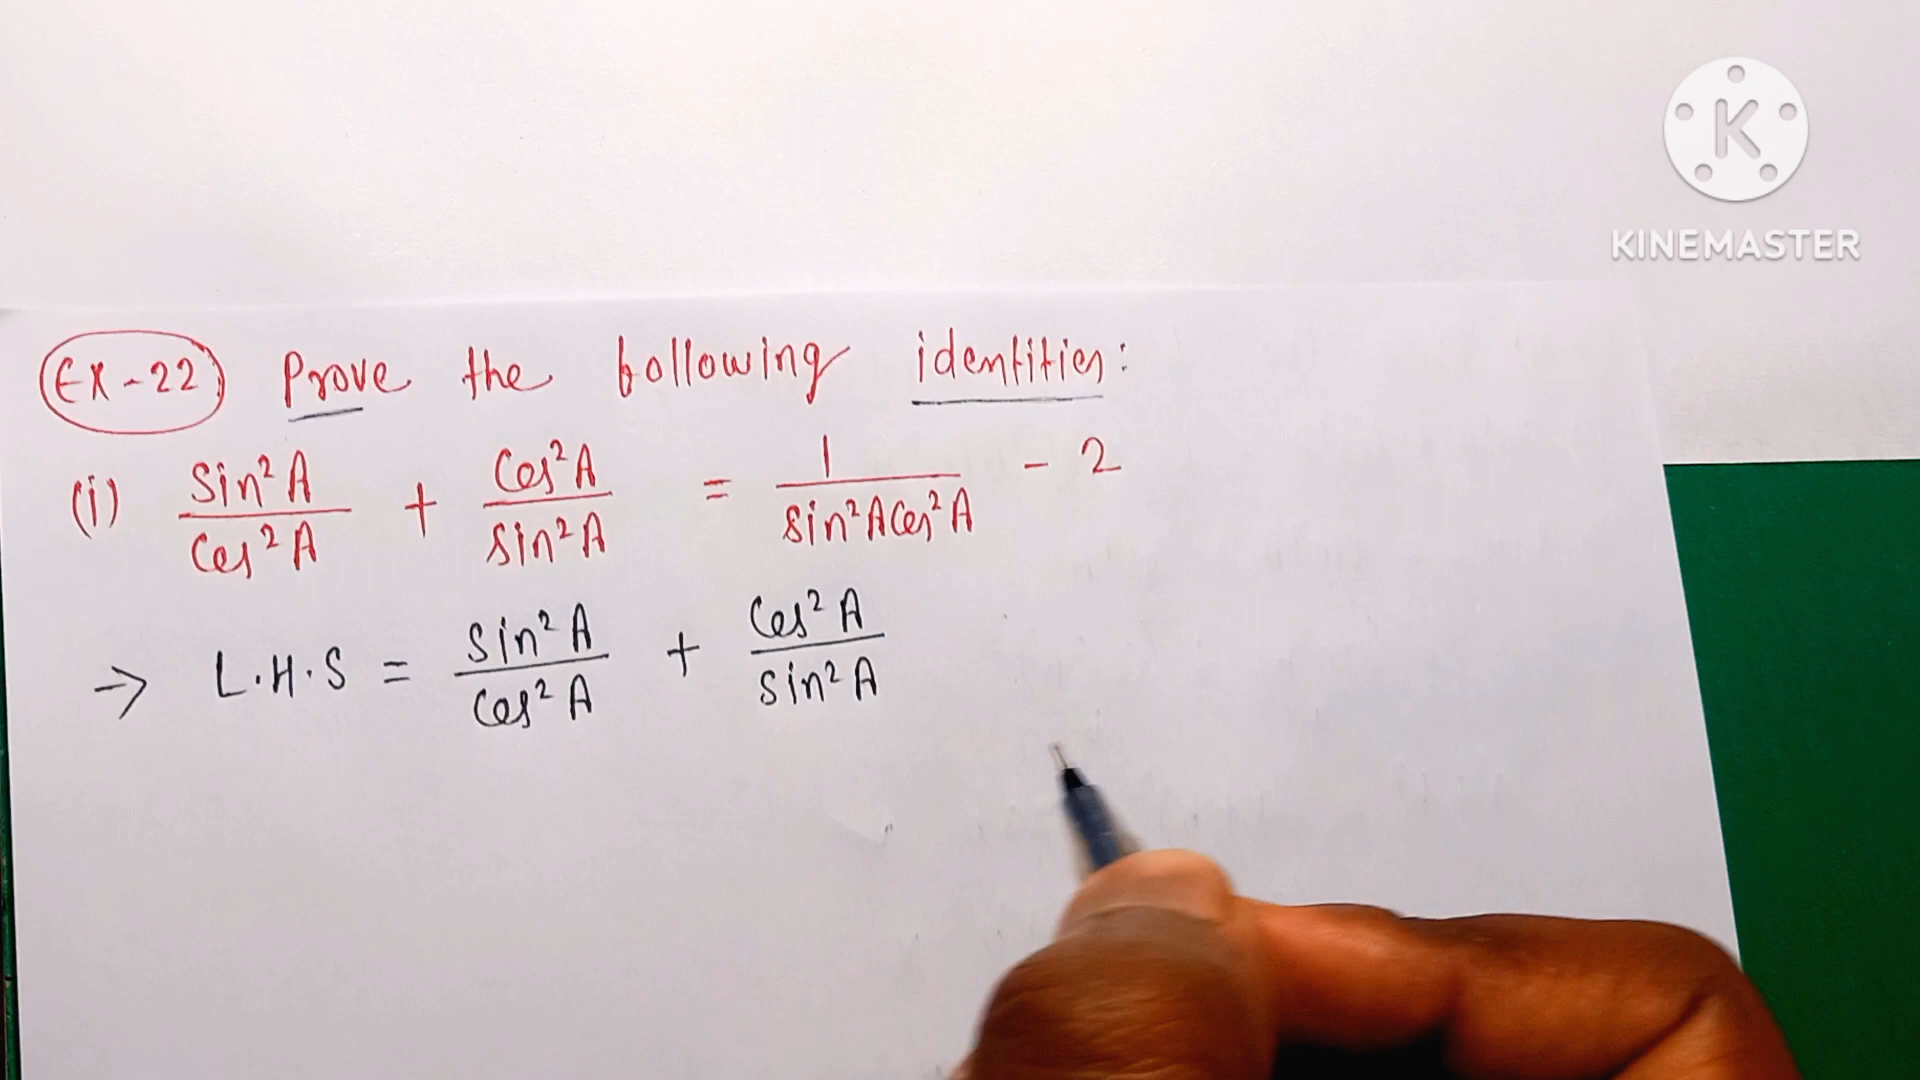 EX-22 Prove the following identities:
(i) Sin²A/Cos²A + Cos²A/Sin²A = 1/Sin²ACos²A - 2
→ L.H.S = Sin²A/Cos²A + Cos²A/Sin²A
K
KINEMASTER